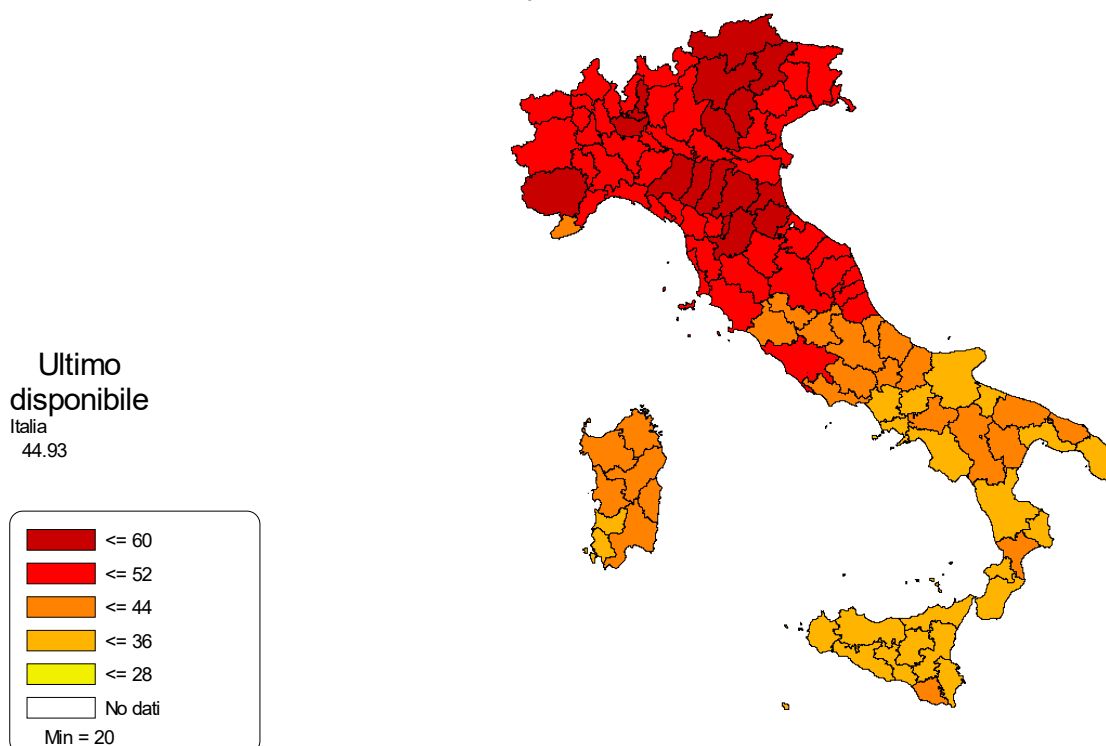 Ultimo
disponibile
Italia
44.93
<= 60
<= 52
<= 44
<= 36
<= 28
No dati
Min = 20